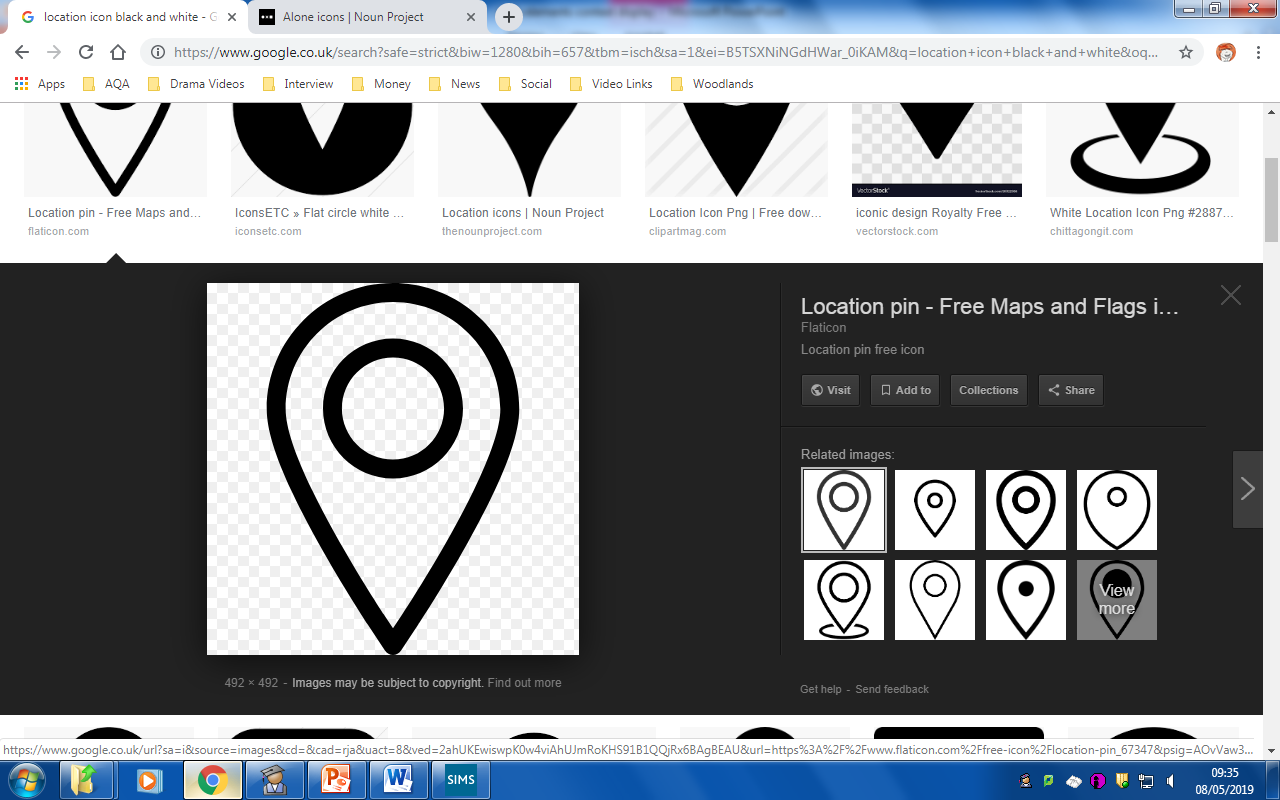 location icon black and white - G
Alone icons | Noun Project
https://www.google.co.uk/search?safe=strict&biw=1280&bih=657&tbm=isch&sa=1&ei=B5TSXNiNGdHWar_0iKAM&q=location+icon+black+and+white&oq...
Apps AQA Drama Videos Interview Money News Social Video Links Woodlands
VectorStock
Location pin - Free Maps and...
flaticon.com
IconsETC » Flat circle white ...
iconsetc.com
Location icons | Noun Project
thenounproject.com
Location Icon Png | Free dow...
clipartmag.com
iconic design Royalty Free ...
vectorstock.com
White Location Icon Png #2887...
chittagongit.com
Location pin - Free Maps and Flags i...
Flaticon
Location pin free icon
Visit Add to Collections Share
Related images:
View
more
492 × 492 - Images may be subject to copyright. Find out more
Get help - Send feedback
https://www.google.co.uk/url?sa=i&source=images&cd=&cad=rja&uact=8&ved=2ahUKEwiswpK0w4viAhUJmRoKHS91B1QQjRx6BAgBEAU&url=https%3A%2F%2Fwww.flaticon.com%2Ffree-icon%2Flocation-pin_67347&psig=AOvVaw3...
SIMS
09:35
08/05/2019